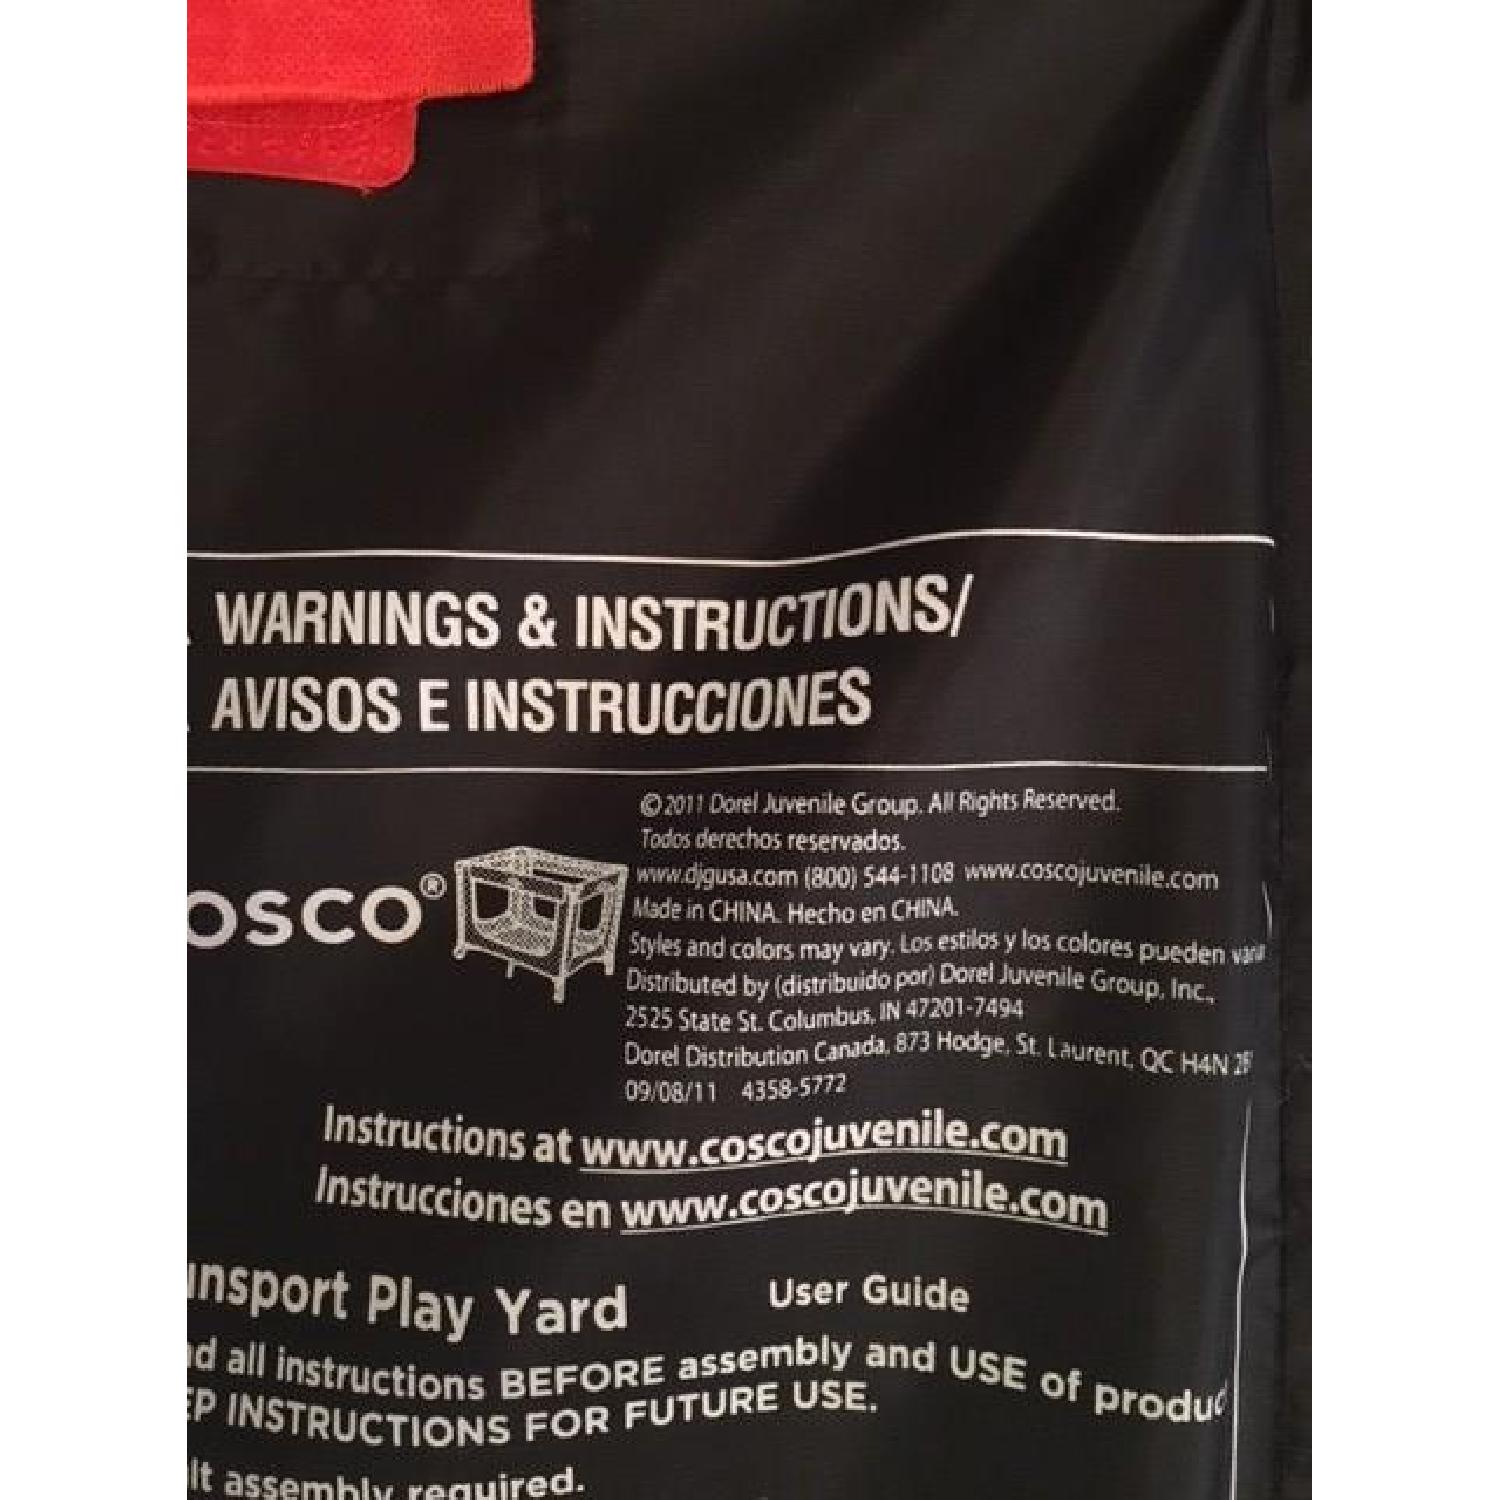 WARNINGS & INSTRUCTIONS/
AVISOS E INSTRUCCIONES
© 2011 Dorel Juvenile Group. All Rights Reserved.
Todos derechos reservados.
www.djgusa.com (800) 544-1108 www.coscojuvenile.com
Made in CHINA. Hecho en CHINA.
OSCO®
Styles and colors may vary. Los estilos y los colores pueden
Distributed by (distribuido por) Dorel Juvenile Group, Inc.,
2525 State St. Columbus, IN 47201-7494
Dorel Distribution Canada, 873 Hodge, St. Laurent, QC H4N
09/08/11 4358-5772
Instructions at www.coscojuvenile.com
Instrucciones en www.coscojuvenile.com
nsport Play Yard User Guide
d all instructions BEFORE assembly and USE of produc
EP INSTRUCTIONS FOR FUTURE USE.
lt assembly required.